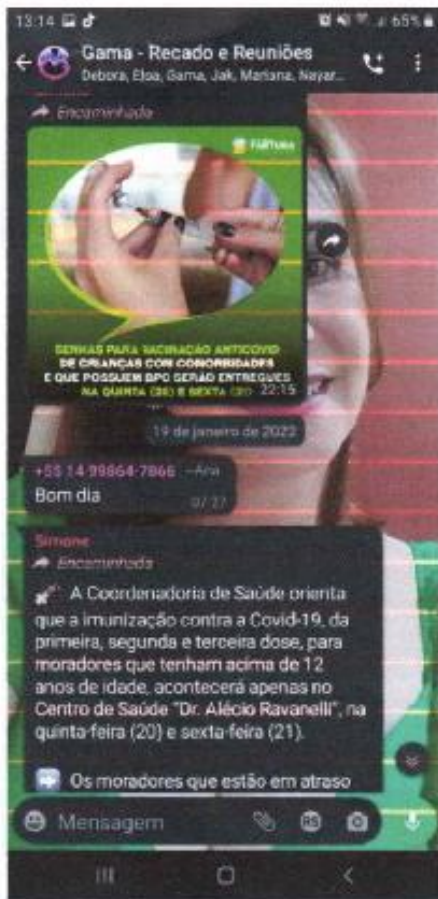 13:14
65%
Gama - Recado e Reuniões
Debora, Eloa, Gama, Jak, Mariana, Nayar...
Encaminhada
SENHAS PARA VACINAÇÃO ANTICOVID
DE CRIANÇAS COM COMORBIDADES
E QUE POSSUEM BPC SERÃO ENTREGUES
NA QUINTA (20) E SEXTA (21) 22:15
19 de janeiro de 2022
+55 14 99864-7866 ~Ana
Bom dia
Simone
Encaminhada
A Coordenadoria de Saúde orienta
que a imunização contra a Covid-19, da
primeira, segunda e terceira dose, para
moradores que tenham acima de 12
anos de idade, acontecerá apenas no
Centro de Saúde "Dr. Alécio Ravanelli", na
quinta-feira (20) e sexta-feira (21).
Os moradores que estão em atraso
Mensagem